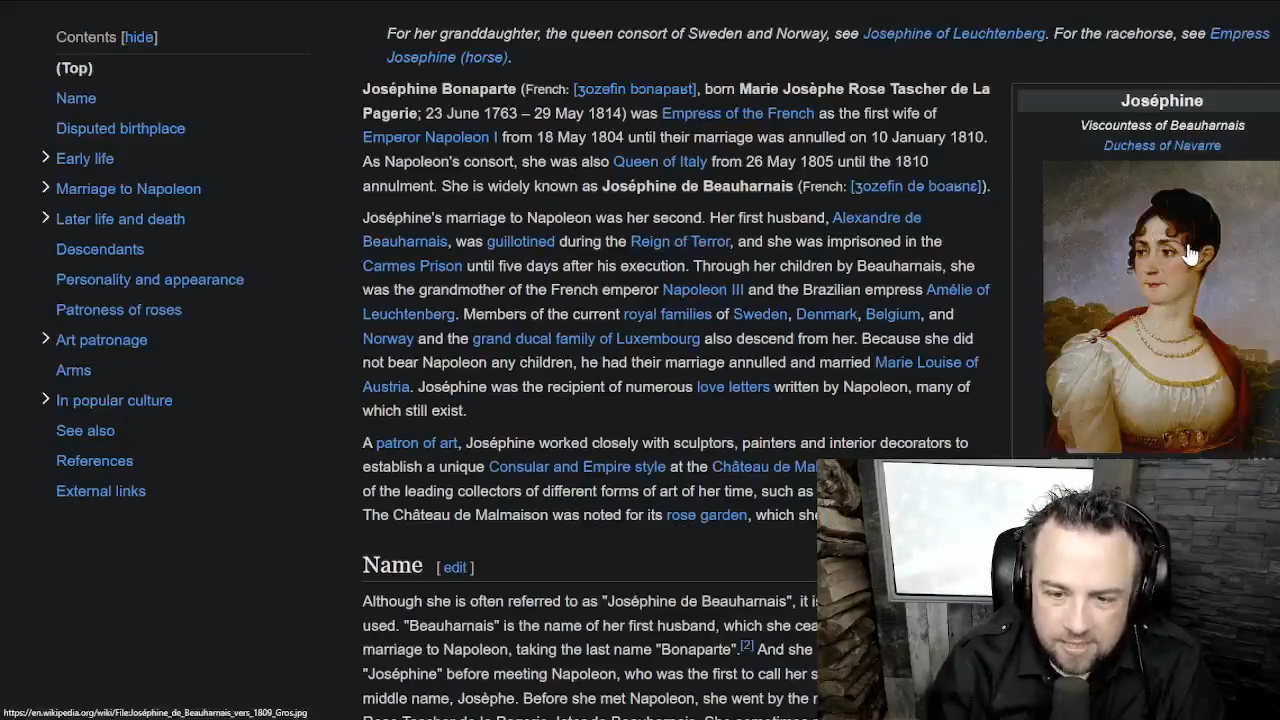 Contents [hide]
(Top)
Name
Disputed birthplace
Early life
Marriage to Napoleon
Later life and death
Descendants
Personality and appearance
Patroness of roses
Art patronage
Arms
In popular culture
See also
References
External links
For her granddaughter, the queen consort of Sweden and Norway, see Josephine of Leuchtenberg. For the racehorse, see Empress
Josephine (horse).
Joséphine Bonaparte (French: [ʒozefin bɔnapaʁt], born Marie Josèphe Rose Tascher de La
Pagerie; 23 June 1763 – 29 May 1814) was Empress of the French as the first wife of
Emperor Napoleon I from 18 May 1804 until their marriage was annulled on 10 January 1810.
As Napoleon's consort, she was also Queen of Italy from 26 May 1805 until the 1810
annulment. She is widely known as Joséphine de Beauharnais (French: [ʒozefin də boaʁnɛ]).
Joséphine's marriage to Napoleon was her second. Her first husband, Alexandre de
Beauharnais, was guillotined during the Reign of Terror, and she was imprisoned in the
Carmes Prison until five days after his execution. Through her children by Beauharnais, she
was the grandmother of the French emperor Napoleon III and the Brazilian empress Amélie of
Leuchtenberg. Members of the current royal families of Sweden, Denmark, Belgium, and
Norway and the grand ducal family of Luxembourg also descend from her. Because she did
not bear Napoleon any children, he had their marriage annulled and married Marie Louise of
Austria. Joséphine was the recipient of numerous love letters written by Napoleon, many of
which still exist.
A patron of art, Joséphine worked closely with sculptors, painters and interior decorators to
establish a unique Consular and Empire style at the Château de
of the leading collectors of different forms of art of her time, such as
The Château de Malmaison was noted for its rose garden, which
Name [ edit ]
Although she is often referred to as "Joséphine de Beauharnais", it
used. "Beauharnais" is the name of her first husband, which she
marriage to Napoleon, taking the last name "Bonaparte".[2] And she
"Joséphine" before meeting Napoleon, who was the first to call her
middle name, Josèphe. Before she met Napoleon, she went by the
Joséphine
Viscountess of Beauharnais
Duchess of Navarre
https://en.wikipedia.org/wiki/File:Joséphine_de_Beauharnais_vers_1809_Gros.jpg